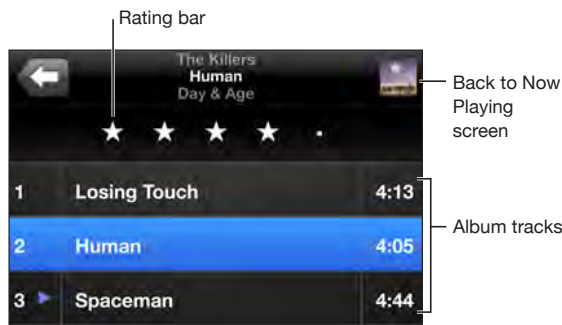 Rating bar
The Killers
Human
Day & Age
Back to Now
Playing
screen
1 Losing Touch 4:13
2 Human 4:05
3 Spaceman 4:44
Album tracks